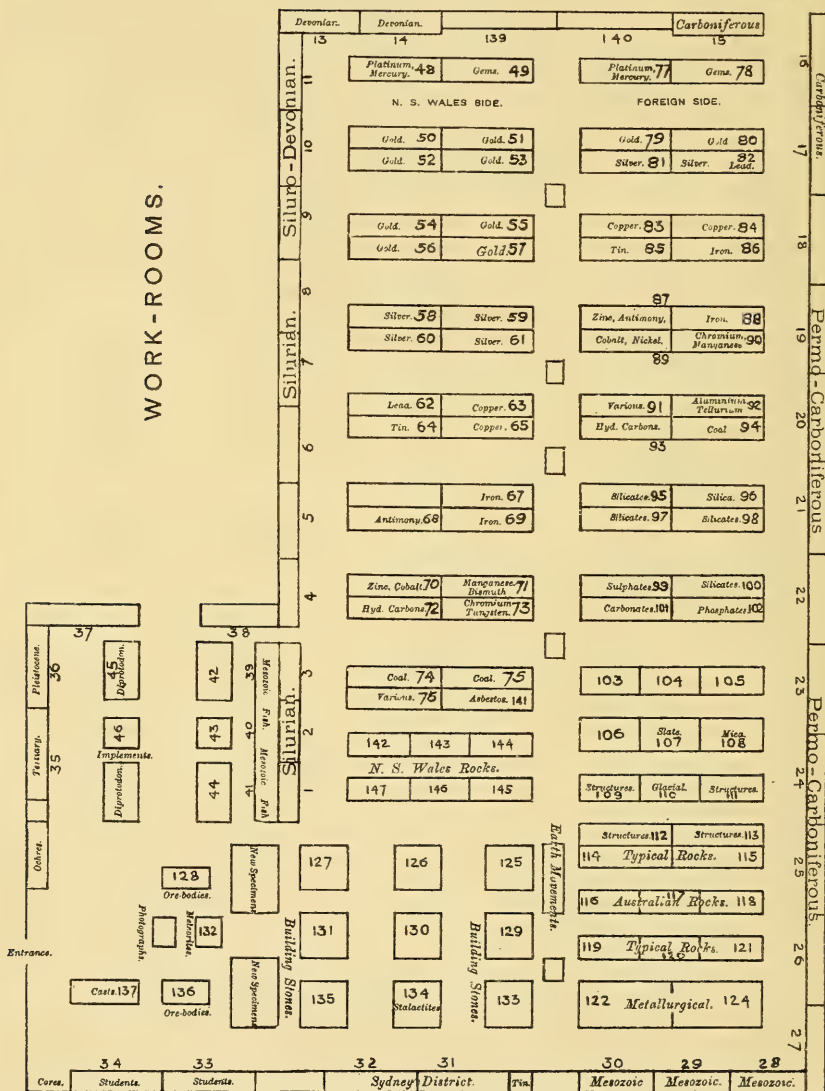 Devonian. Devonian. Carboniferous
13 14 139 140 15
Platinum, Mercury. 48 Gems. 49 Platinum, Mercury. 77 Gems. 78
N. S. WALES SIDE. FOREIGN SIDE.
Gold. 50 Gold. 51 Gold. 79 Gold 80
Gold. 52 Gold. 53 Silver. 81 Silver. Lead. 82
Gold. 54 Gold. 55 Copper. 83 Copper. 84
Gold. 56 Gold. 57 Tin. 85 Iron. 86
87
Silver. 58 Silver. 59 Zinc, Antimony, Iron. 88
Silver. 60 Silver. 61 Cobalt, Nickel. Chromium, Manganese 90
89
Lead. 62 Copper. 63 Various. 91 Aluminium, Tellurium 92
Tin. 64 Copper. 65 Hyd. Carbons. Coal 94
93
Iron. 67 Silicates. 95 Silica. 96
Antimony. 68 Iron. 69 Silicates. 97 Silicates. 98
Zinc, Cobalt. 70 Manganese. Bismuth 71 Sulphates. 99 Silicates. 100
Hyd. Carbons. 72 Chromium Tungsten. 73 Carbonates. 101 Phosphates. 102
Coal. 74 Coal. 75 103 104 105
Various. 76 Asbestos. 141
142 143 144 106 Slate. 107 Mica. 108
N. S. Wales Rocks.
147 146 145 Structures. 109 Glacial. 110 Structures. 111
Structures. 112 Structures. 113
114 Typical Rocks. 115
116 Australian Rocks. 117 118
119 Typical Rocks. 120 121
122 Metallurgical. 124
WORK-ROOMS.
Siluro-Devonian.
11 10 9
Silurian.
8 7 6 5 4
Silurian.
3 2 1
16 Carboniferous.
17 18
Permo-Carboniferous
19 20 21 22
Permo-Carboniferous.
23 24 25 26 27
37 38
Pleistocene. 36
Tertiary. 35
Ochres.
45 Diprotodon.
46
Implements.
Diprotodon.
42 43 44
39 40 41
Mesozoic Fish. Mesozoic Fish
128
Ore-bodies.
New Specimens
Photographs. Meteorites. 132
Entrance.
Casts. 137 136
Ore-bodies.
New Specimens
Building Stones.
127 126 125
131 130 129
135 134 133
Stalactites
Building Stones.
Earth Movements.
34 33 32 31 30 29 28
Cores. Students. Students. Sydney District. Tin. Mesozoic Mesozoic. Mesozoic.